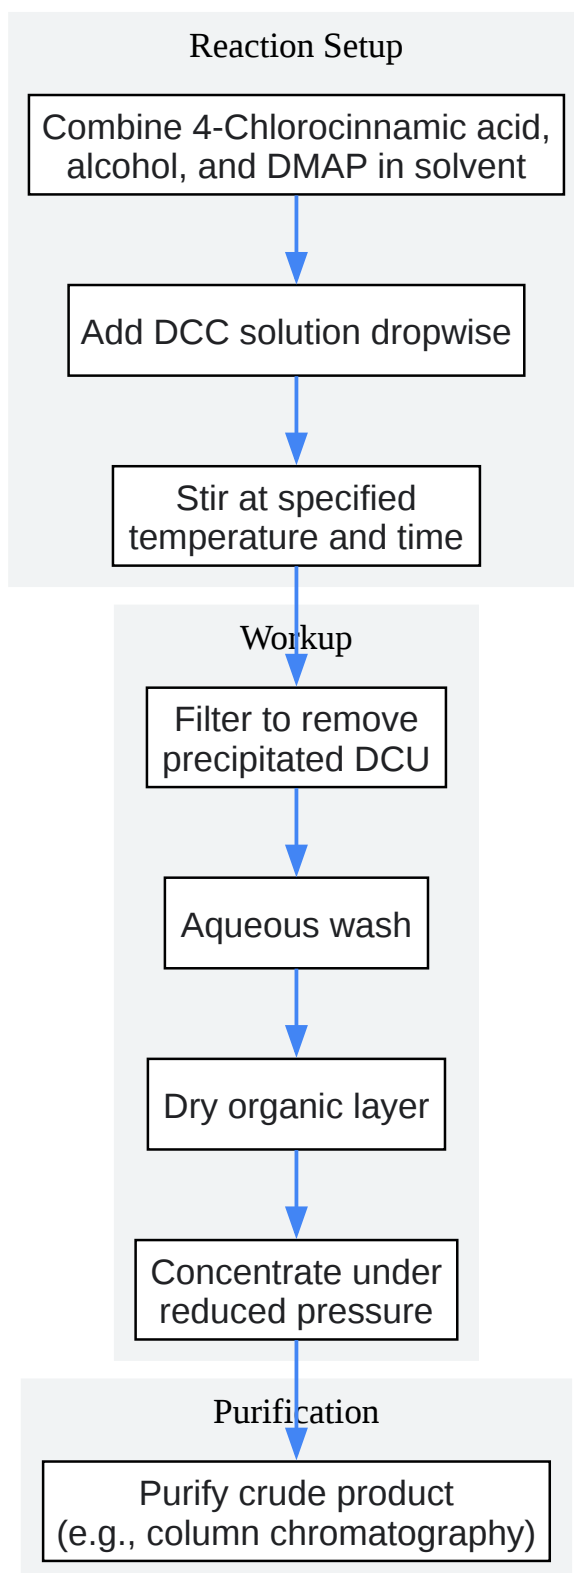 Reaction Setup
Combine 4-Chlorocinnamic acid,
alcohol, and DMAP in solvent
Add DCC solution dropwise
Stir at specified
temperature and time
Workup
Filter to remove
precipitated DCU
Aqueous wash
Dry organic layer
Concentrate under
reduced pressure
Purification
Purify crude product
(e.g., column chromatography)